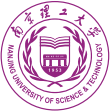 南京理工大学
NANJING UNIVERSITY OF SCIENCE & TECHNOLOGY
1953